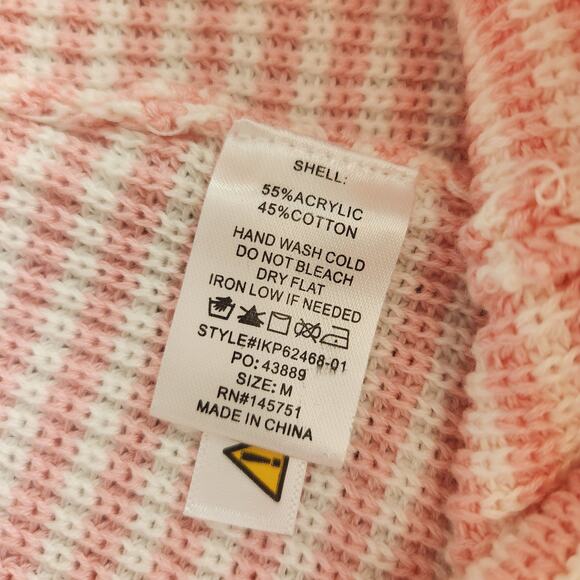 SHELL:
55%ACRYLIC
45%COTTON
HAND WASH COLD
DO NOT BLEACH
DRY FLAT
IRON LOW IF NEEDED
STYLE#IKP62468-01
PO: 43889
SIZE: M
RN#145751
MADE IN CHINA